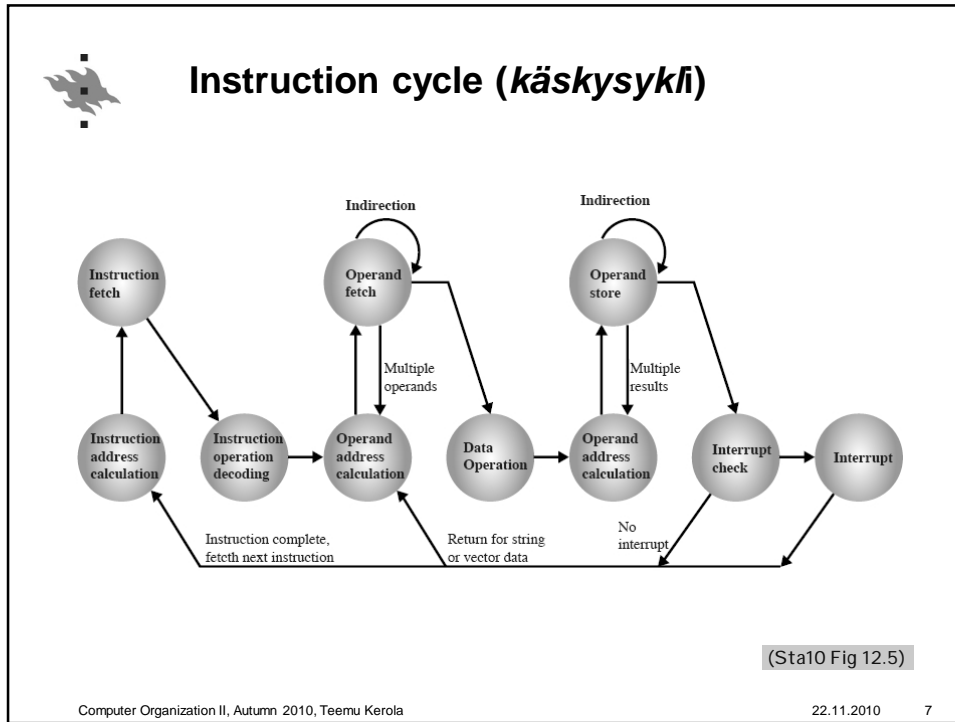 Instruction cycle (käskysykli)
Indirection
Indirection
Instruction
fetch
Operand
fetch
Operand
store
Multiple
operands
Multiple
results
Instruction
address
calculation
Instruction
operation
decoding
Operand
address
calculation
Data
Operation
Operand
address
calculation
Interrupt
check
Interrupt
Instruction complete,
fetcth next instruction
Return for string
or vector data
No
interrupt
(Sta10 Fig 12.5)
Computer Organization II, Autumn 2010, Teemu Kerola
22.11.2010
7